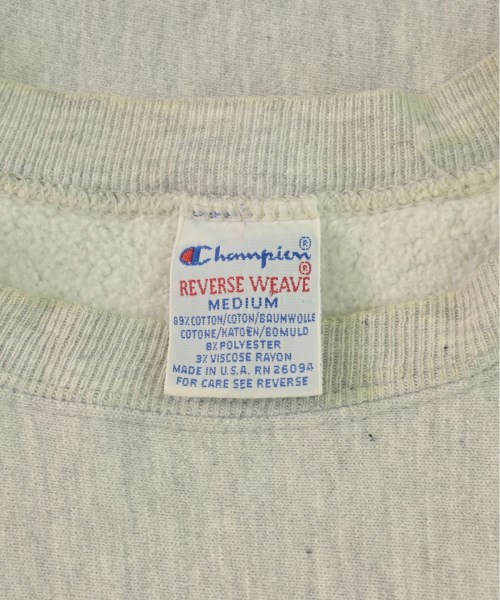 Champion®
REVERSE WEAVE®
MEDIUM
89% COTTON/COTON/BAUMWOLLE
COTONE/KATOEN/BOMULD
8% POLYESTER
3% VISCOSE RAYON
MADE IN U.S.A. RN 26094
FOR CARE SEE REVERSE